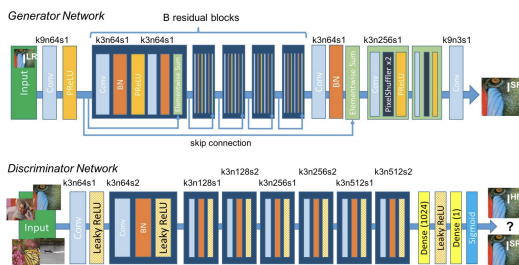 Generator Network
B residual blocks
k9n64s1
k3n64s1
k3n64s1
k3n64s1
k3n256s1
k9n3s1
I LR
Input
Conv
PReLU
Conv
BN
PReLU
Conv
BN
Elementwise Sum
Conv
BN
Elementwise Sum
Conv
PixelShuffler x2
PReLU
Conv
I SR
skip connection
Discriminator Network
k3n128s2
k3n256s2
k3n512s2
k3n64s1
k3n64s2
k3n128s1
k3n256s1
k3n512s1
Input
Conv
Leaky ReLU
Conv
BN
Leaky ReLU
Dense (1024)
Leaky ReLU
Dense (1)
Sigmoid
I HR
?
I SR